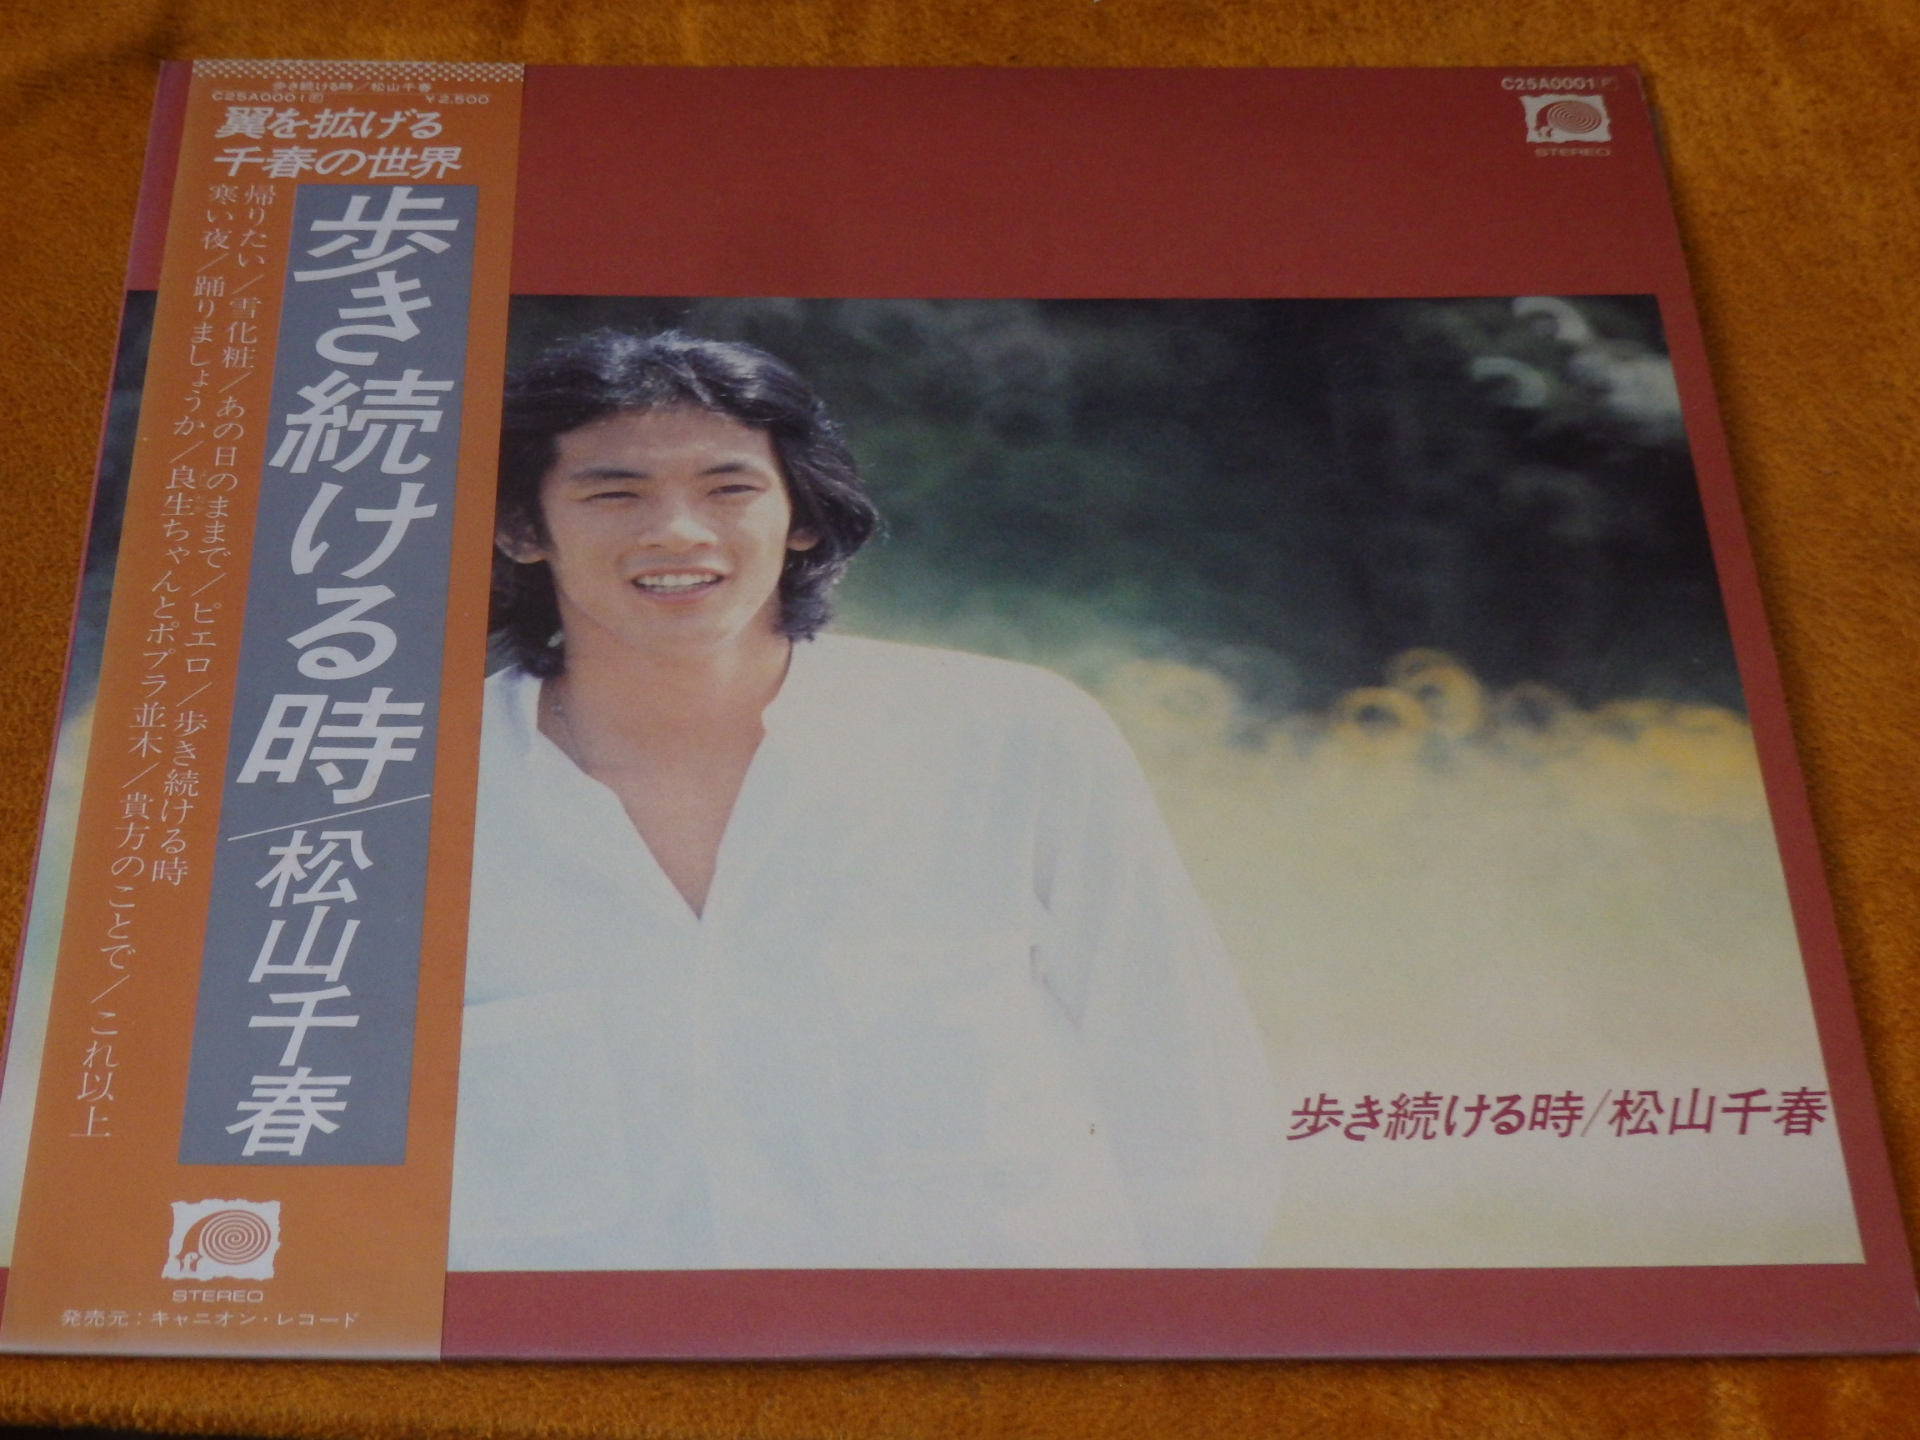 歩き続ける時/松山千春
C25A0001 ¥2,500
翼を拡げる
千春の世界
帰りたい/雪化粧/あの日のままで/ピエロ/歩き続ける時
寒い夜/踊りましょうか/良生ちゃんとポプラ並木/貴方のことで/これ以上
歩き続ける時/松山千春
STEREO
発売元:キャニオン・レコード
C25A0001
STEREO
歩き続ける時/松山千春